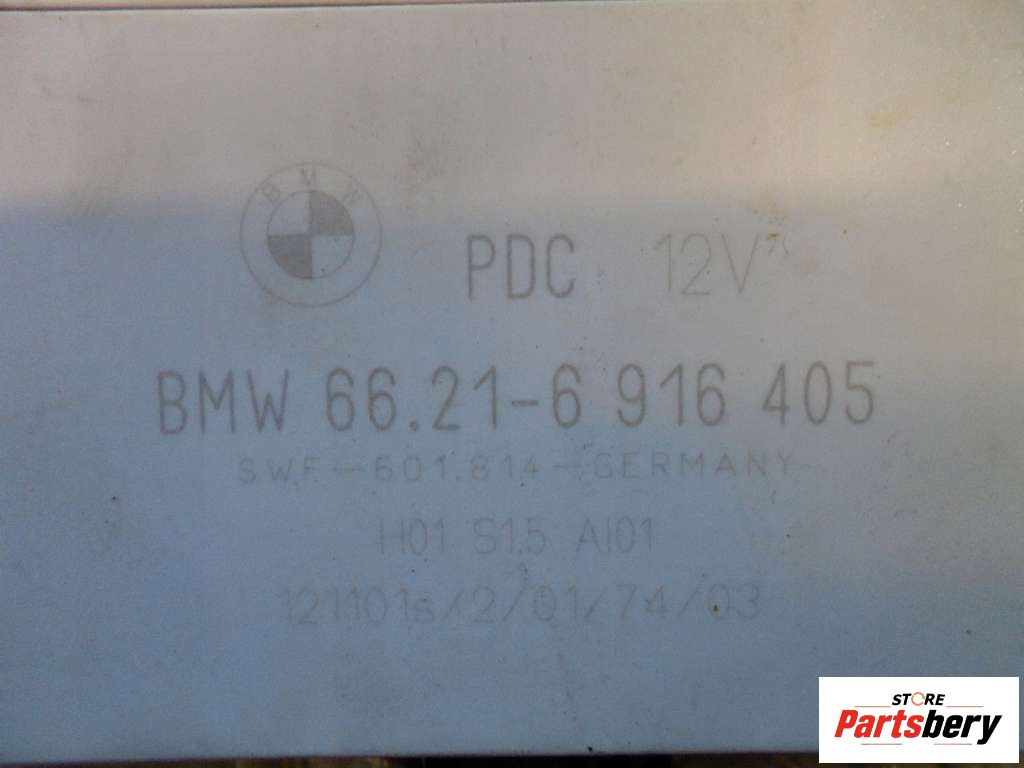 BMW
PDC 12V
BMW 66.21-6 916 405
S.W.F.-601.814-GERMANY
H01 S1.5 AI01
121101s/2/01/74/03
STORE
Partsbery